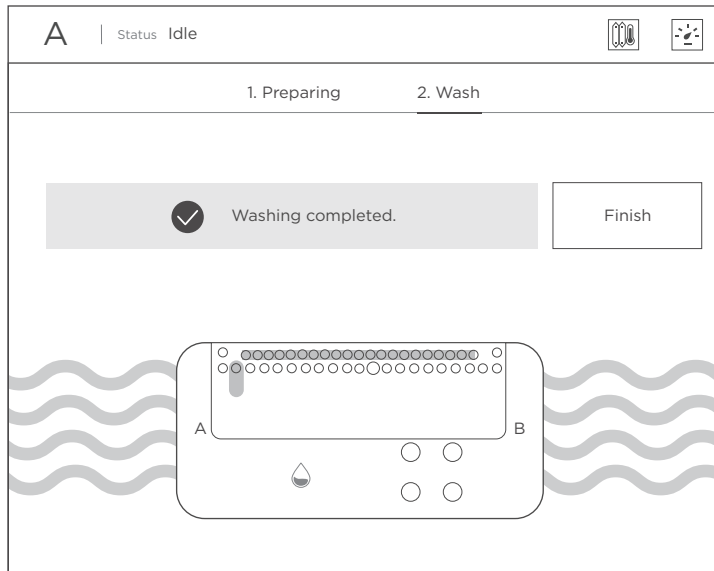 A | Status Idle
1. Preparing 2. Wash
Washing completed.
Finish
A B